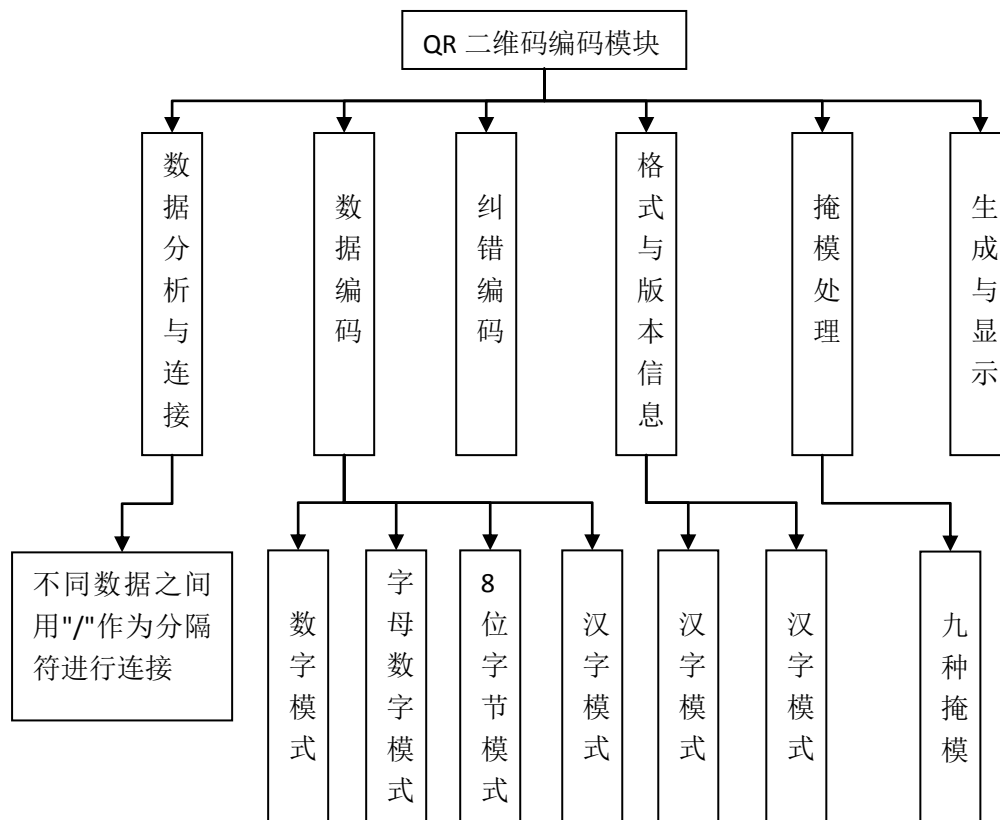 QR 二维码编码模块
数据分析与连接
数据编码
纠错编码
格式与版本信息
掩模处理
生成与显示
不同数据之间
用"/"作为分隔
符进行连接
数字模式
字母数字模式
8位字节模式
汉字模式
汉字模式
汉字模式
九种掩模